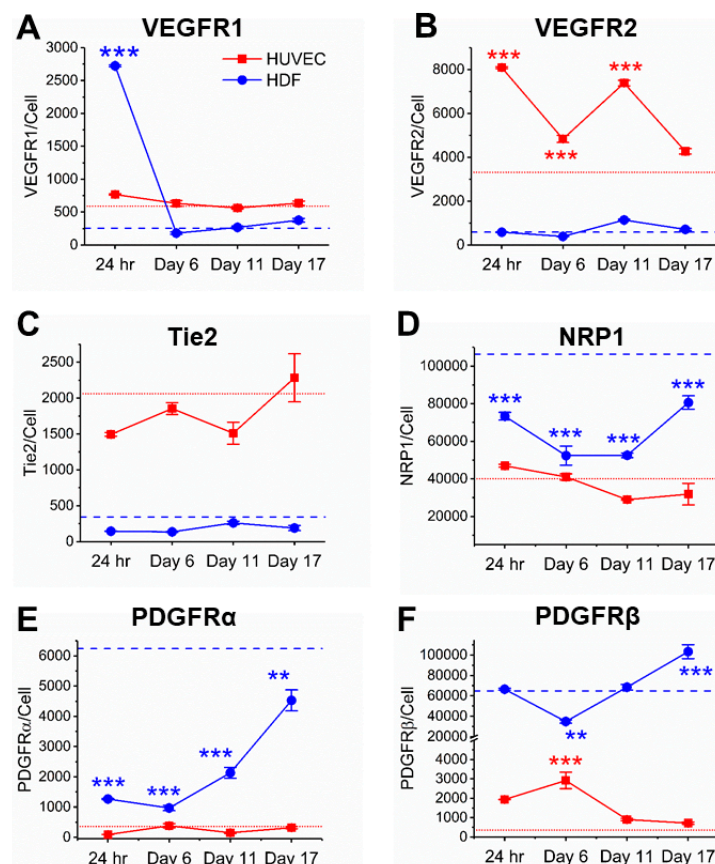 A VEGFR1
3000
2500
2000
1500
1000
500
0
VEGFR1/Cell
***
HUVEC
HDF
24 hr Day 6 Day 11 Day 17
B VEGFR2
8000
6000
4000
2000
0
VEGFR2/Cell
*** ***
***
24 hr Day 6 Day 11 Day 17
C Tie2
2500
2000
1500
1000
500
0
Tie2/Cell
24 hr Day 6 Day 11 Day 17
D NRP1
100000
80000
60000
40000
20000
NRP1/Cell
*** *** *** ***
24 hr Day 6 Day 11 Day 17
E PDGFRα
6000
5000
4000
3000
2000
1000
0
PDGFRα/Cell
*** *** *** **
24 hr Day 6 Day 11 Day 17
F PDGFRβ
100000
80000
60000
40000
20000
3000
2000
1000
0
PDGFRβ/Cell
*** ** ***
24 hr Day 6 Day 11 Day 17